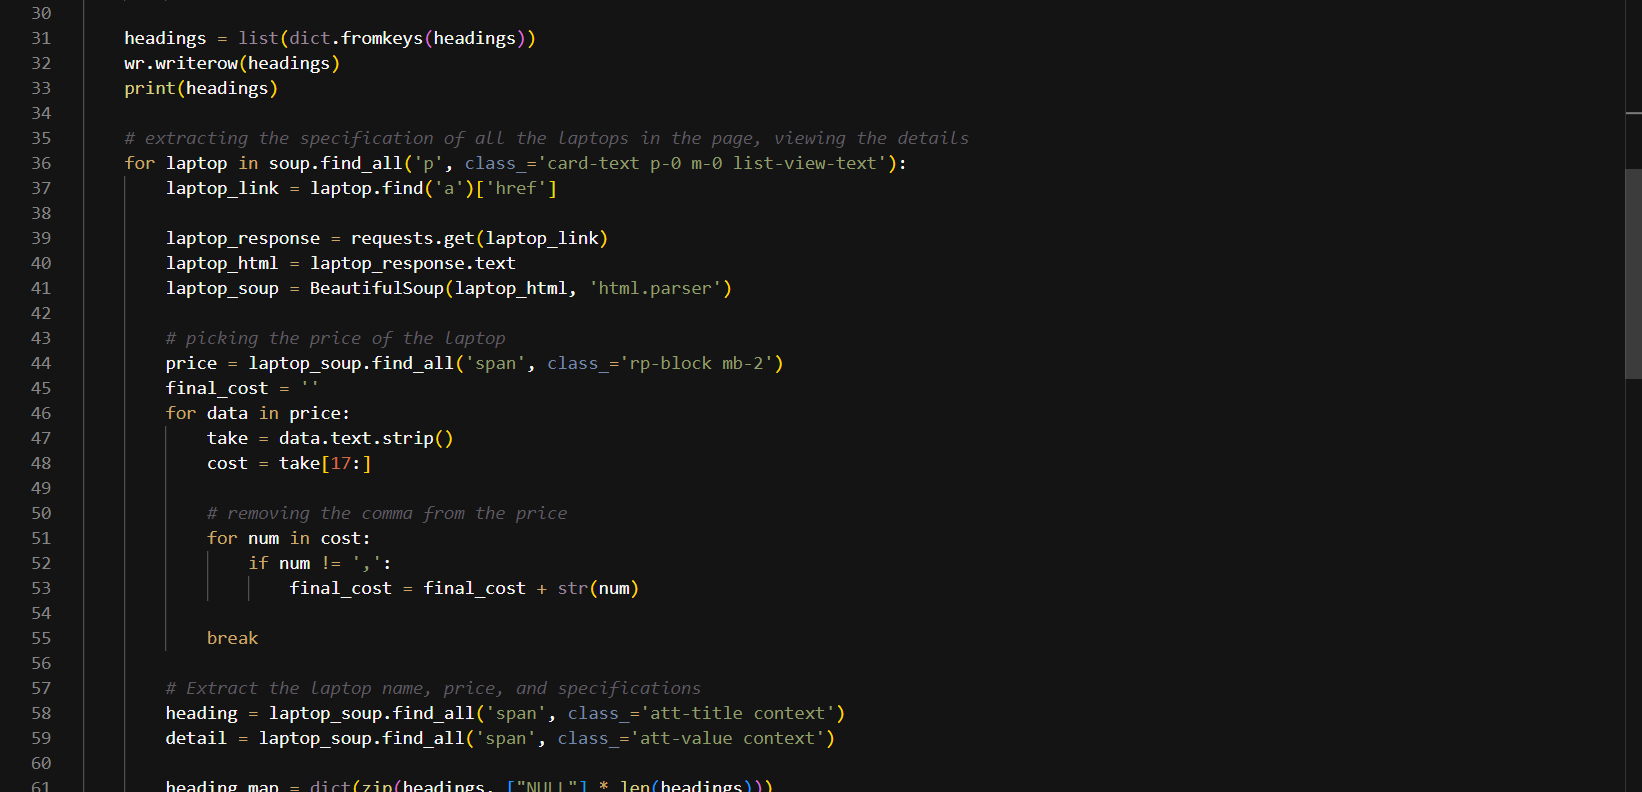 30
31 headings = list(dict.fromkeys(headings))
32 wr.writerow(headings)
33 print(headings)
34
35 # extracting the specification of all the laptops in the page, viewing the details
36 for laptop in soup.find_all('p', class_='card-text p-0 m-0 list-view-text'):
37     laptop_link = laptop.find('a')['href']
38
39     laptop_response = requests.get(laptop_link)
40     laptop_html = laptop_response.text
41     laptop_soup = BeautifulSoup(laptop_html, 'html.parser')
42
43     # picking the price of the laptop
44     price = laptop_soup.find_all('span', class_='rp-block mb-2')
45     final_cost = ''
46     for data in price:
47         take = data.text.strip()
48         cost = take[17:]
49
50         # removing the comma from the price
51         for num in cost:
52             if num != ',':
53                 final_cost = final_cost + str(num)
54
55         break
56
57     # Extract the laptop name, price, and specifications
58     heading = laptop_soup.find_all('span', class_='att-title context')
59     detail = laptop_soup.find_all('span', class_='att-value context')
60
61     heading_map = dict(zip(headings, ["NULL"] * len(headings)))